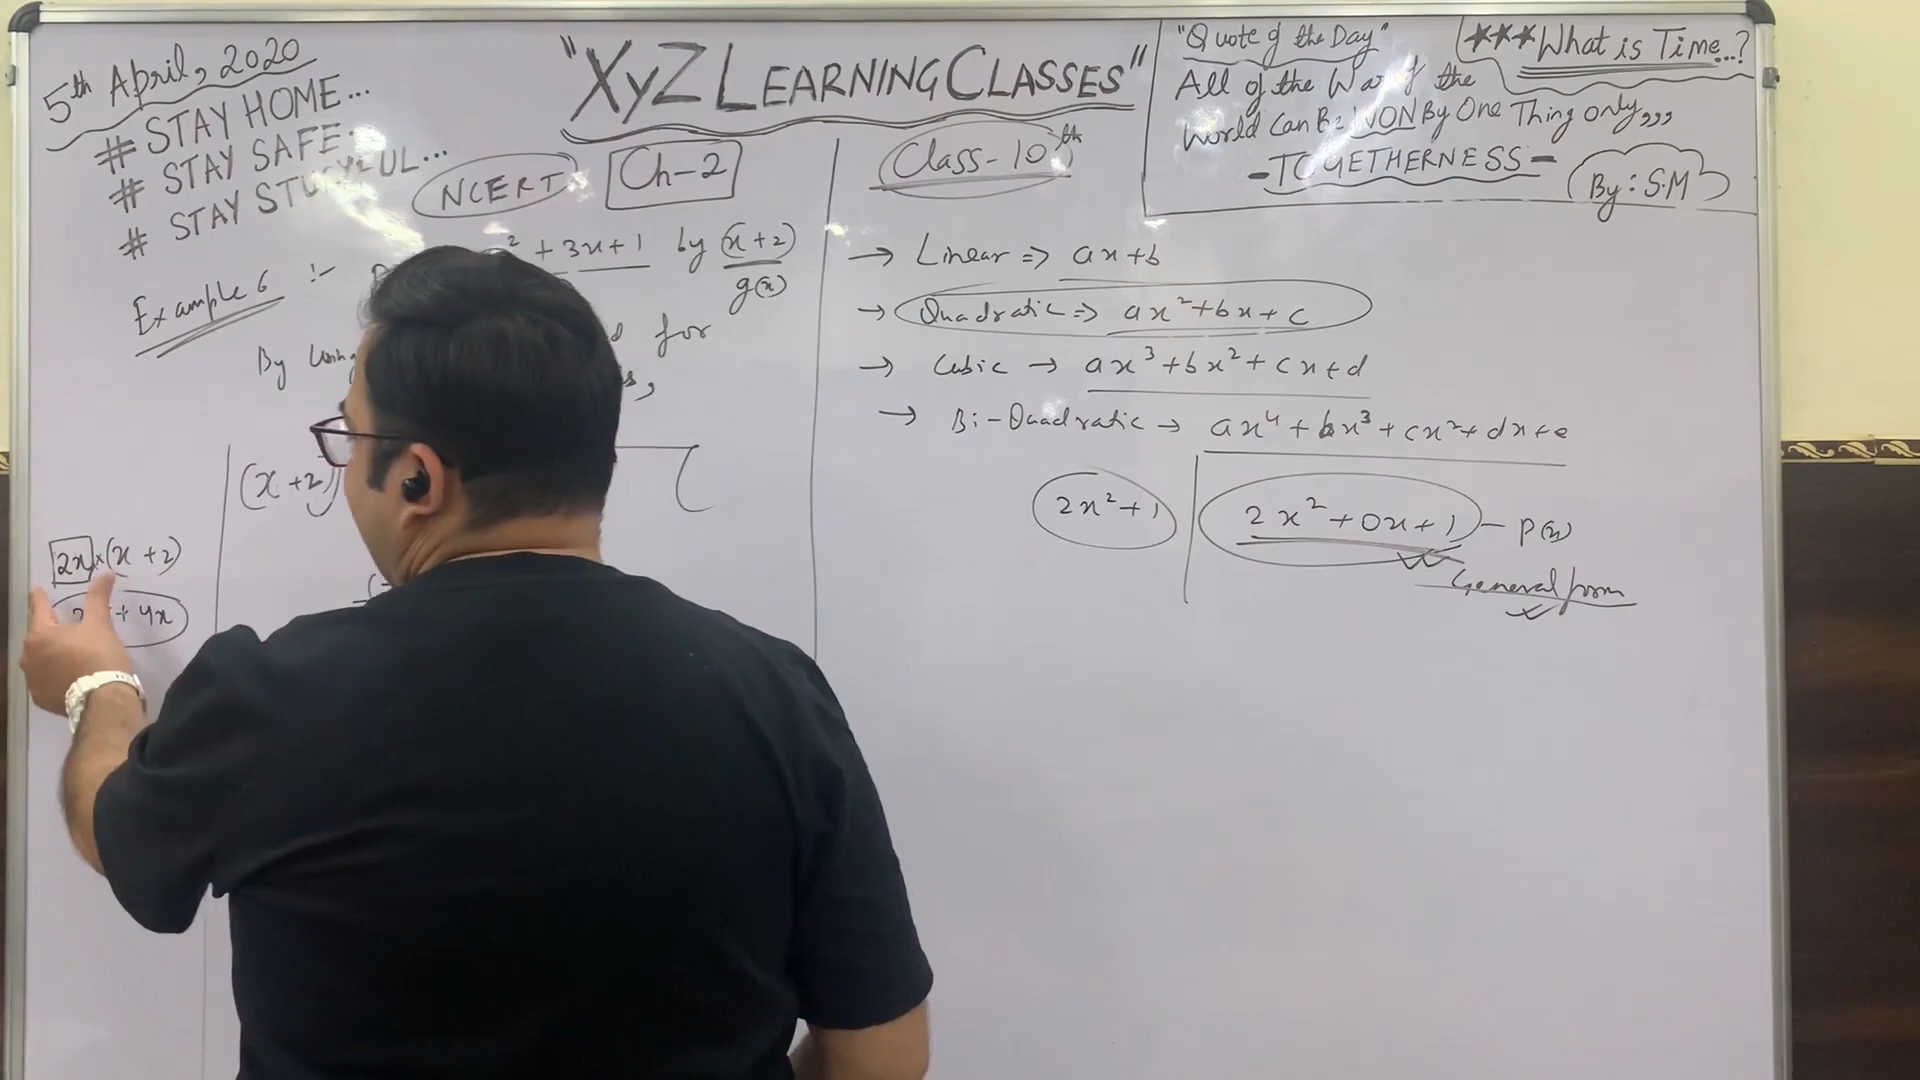 5th April, 2020
# STAY HOME...
# STAY SAFE.
# STAY STUDYFUL...
"XyZ LEARNING CLASSES"
"Quote of the Day"
All of the War of the
World Can Be WON By One Thing only,,,
- TOGETHERNESS -
By : S.M
***What is Time...?
NCERT
Ch-2
Class-10th
Example 6 :-
² + 3x+1 by (x+2)
g(x)
By Using for
s,
(x+2)
2x×(x+2)
+ 4x
→ Linear => ax+b
→ Quadratic => ax²+bx+c
→ Cubic → ax³+bx²+cx+d
→ Bi-Quadratic → ax⁴+bx³+cx²+dx+e
2x²+1
2x²+0x+1 - P(x)
General form